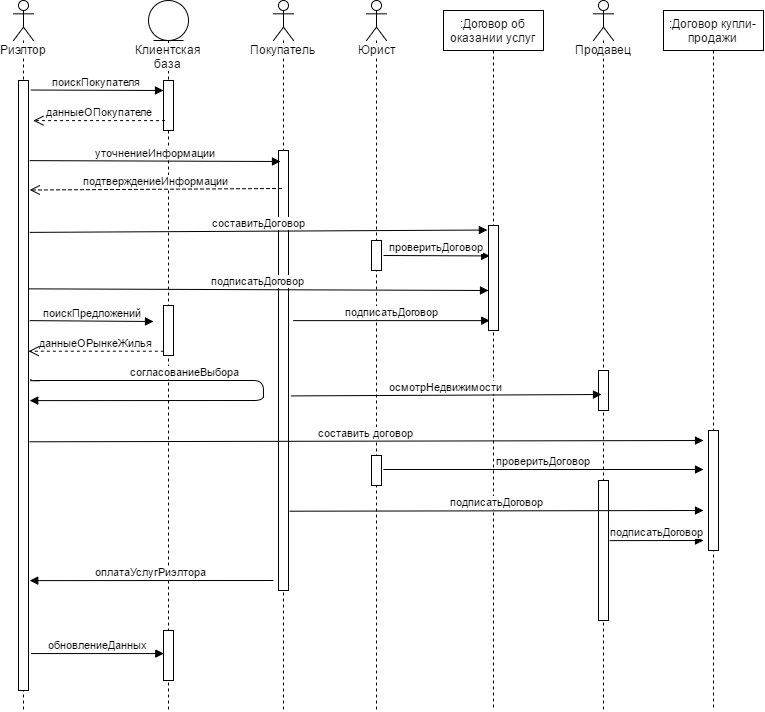 Риэлтор
Клиентская
база
Покупатель
Юрист
:Договор об
оказании услуг
Продавец
:Договор купли-
продажи
поискПокупателя
данныеОПокупателе
уточнениеИнформации
подтверждениеИнформации
составитьДоговор
проверитьДоговор
подписатьДоговор
поискПредложений
подписатьДоговор
данныеОРынкеЖилья
согласованиеВыбора
осмотрНедвижимости
составить договор
проверитьДоговор
подписатьДоговор
подписатьДоговор
оплатаУслугРиэлтора
обновлениеДанных